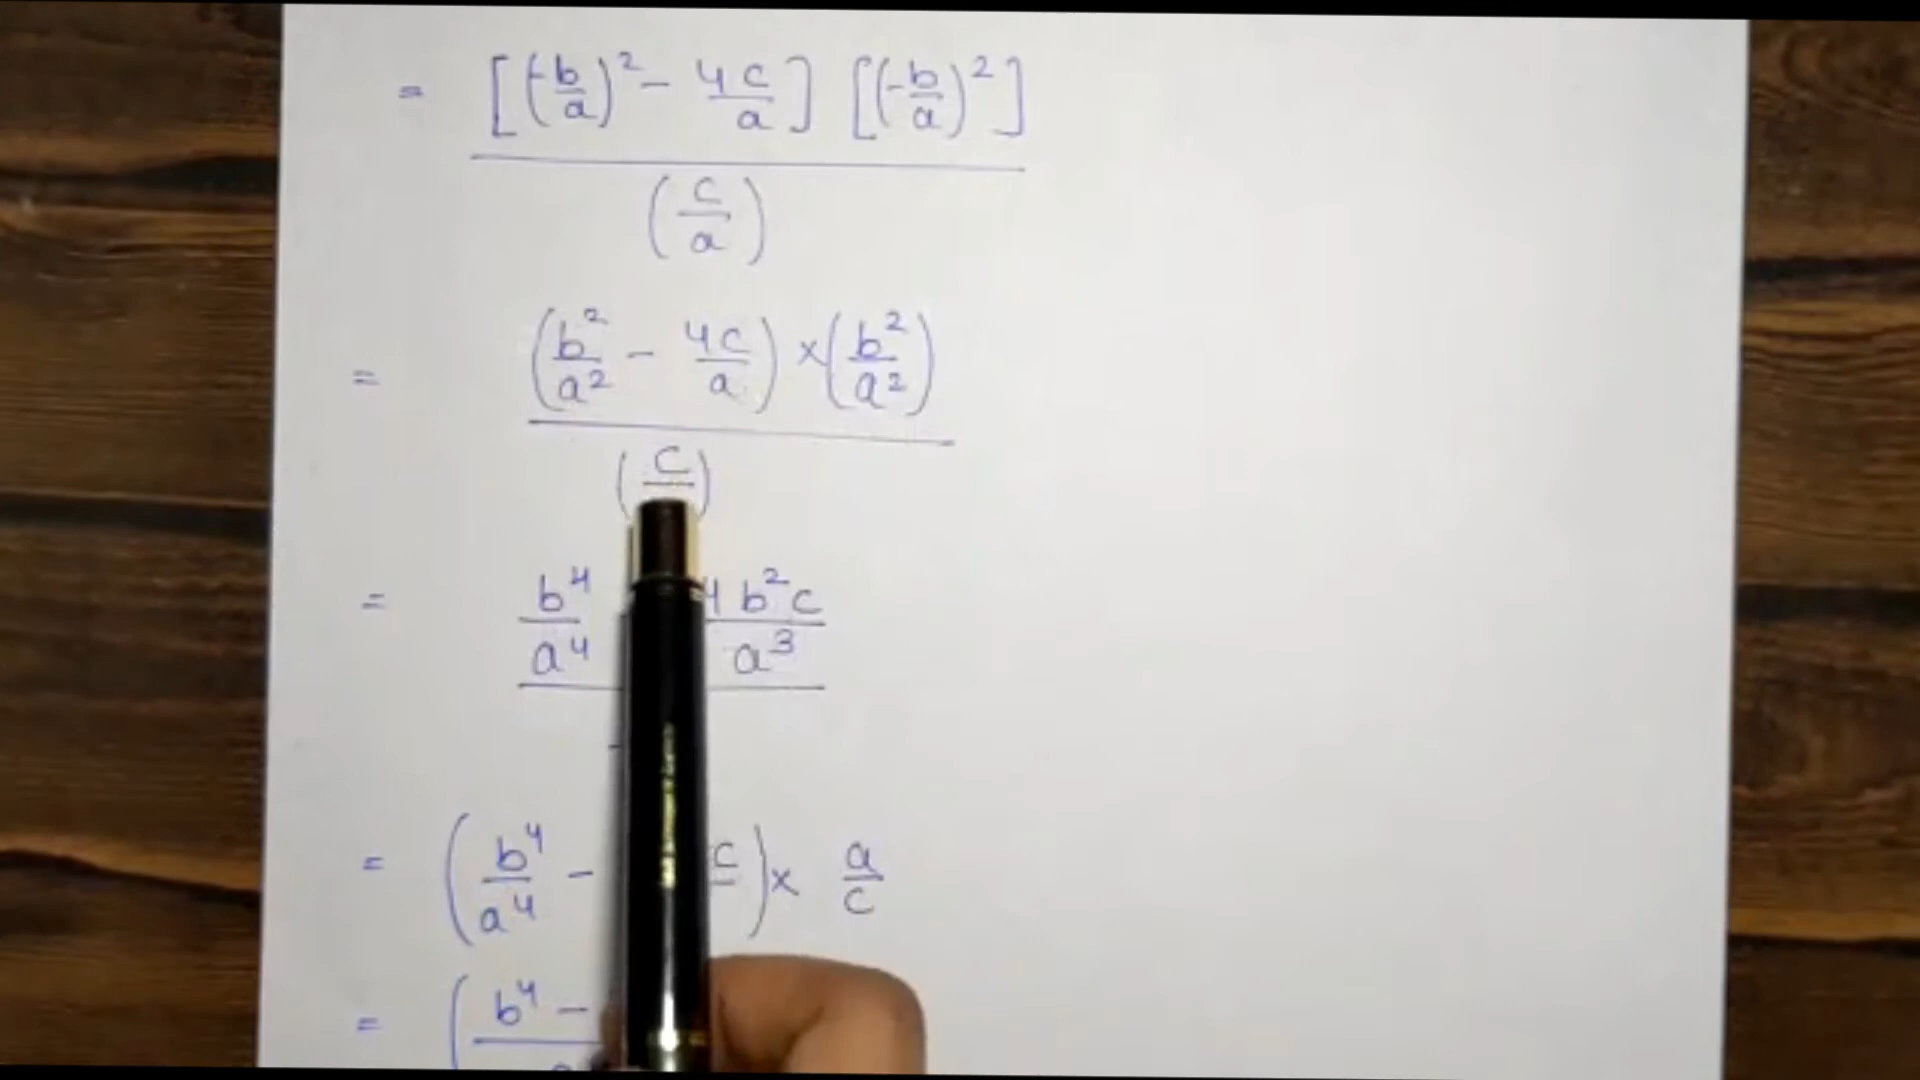 = [(-b/a)² - 4c/a] [(-b/a)²]
(c/a)
= (b²/a² - 4c/a) × (b²/a²)
(c/
= b⁴/a⁴ 4b²c/a³
= (b⁴/a⁴ - c) × a/c
= (b⁴ -